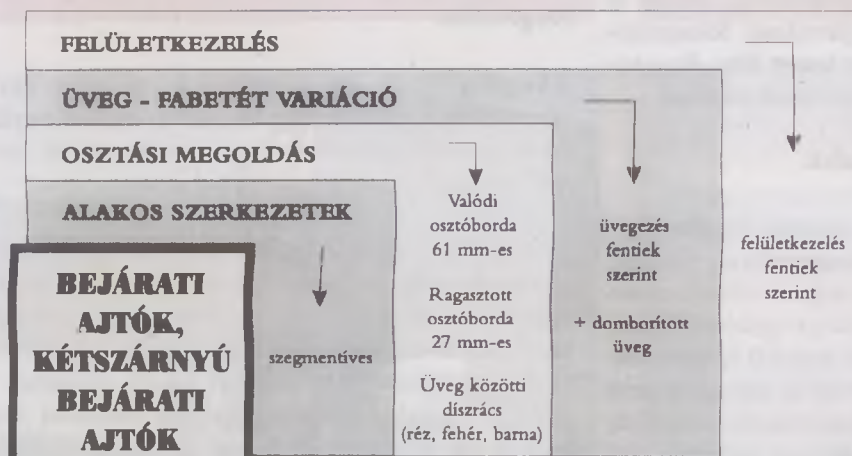 FELÜLETKEZELÉS
ÜVEG - FABETÉT VARIÁCIÓ
OSZTÁSI MEGOLDÁS
ALAKOS SZERKEZETEK
BEJÁRATI
AJTÓK,
KÉTSZÁRNYÚ
BEJÁRATI
AJTÓK
szegmentíves
Valódi
osztóborda
61 mm-es
Ragasztott
osztóborda
27 mm-es
Üveg közötti
díszrács
(réz, fehér, barna)
üvegezés
fentiek
szerint
+ domborított
üveg
felületkezelés
fentiek
szerint